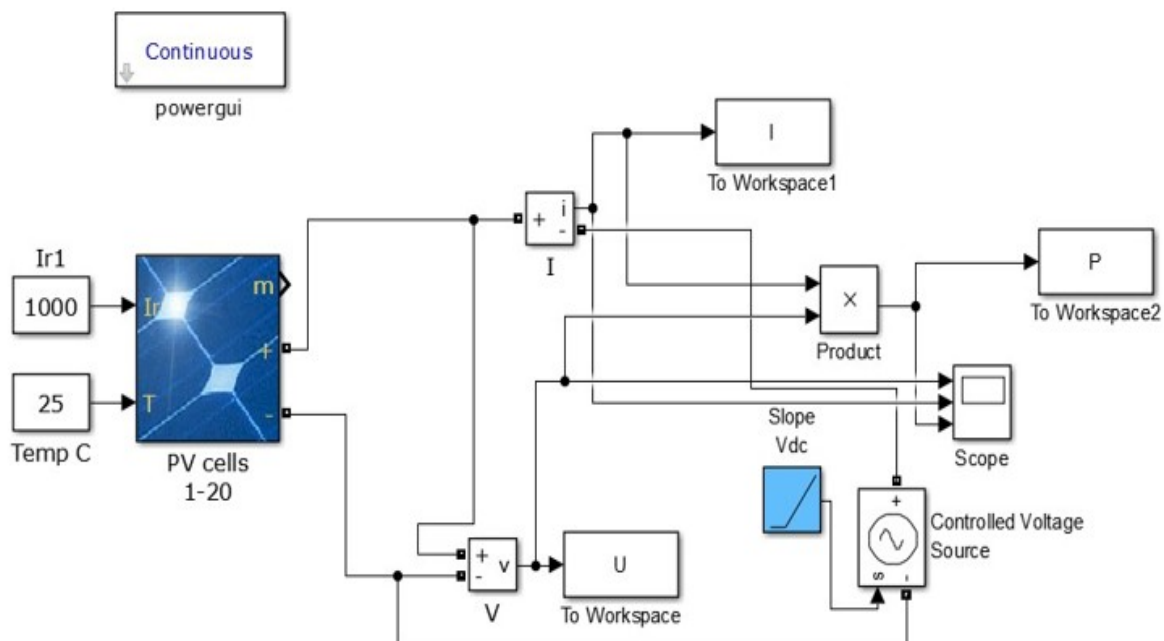 Continuous
powergui
I
To Workspace1
i
+
-
I
Ir1
1000
Ir
m
+
P
To Workspace2
×
Product
25
T
-
Temp C
PV cells
1-20
Slope
Vdc
Scope
+
Controlled Voltage
Source
s
-
+
-
v
V
U
To Workspace